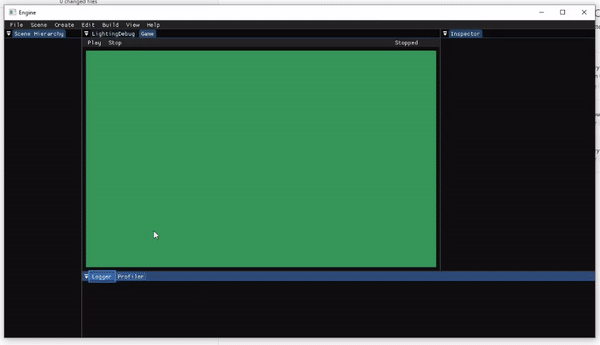 0 changed files
Engine
File Scene Create Edit Build View Help
Scene Hierarchy
LightingDebug Game
Inspector
Play Stop
Stopped
Logger Profiler